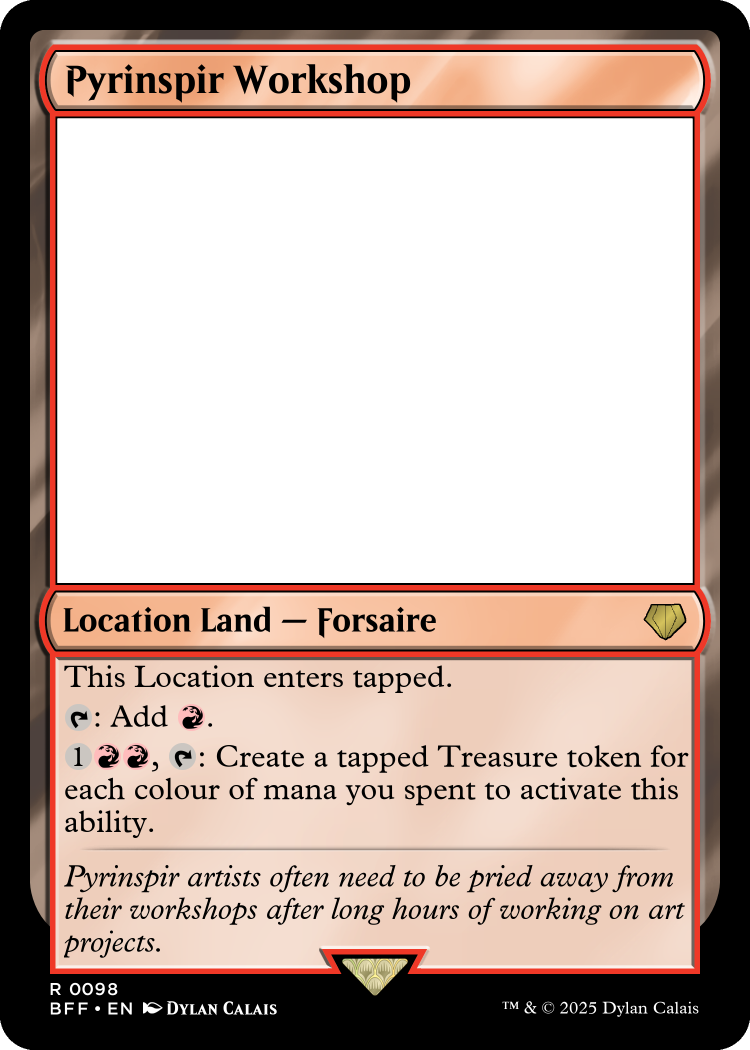 Pyrinspir Workshop
Location Land — Forsaire
This Location enters tapped.
: Add .
1, : Create a tapped Treasure token for
each colour of mana you spent to activate this
ability.
Pyrinspir artists often need to be pried away from
their workshops after long hours of working on art
projects.
R 0098
BFF • EN Dylan Calais
™ & © 2025 Dylan Calais